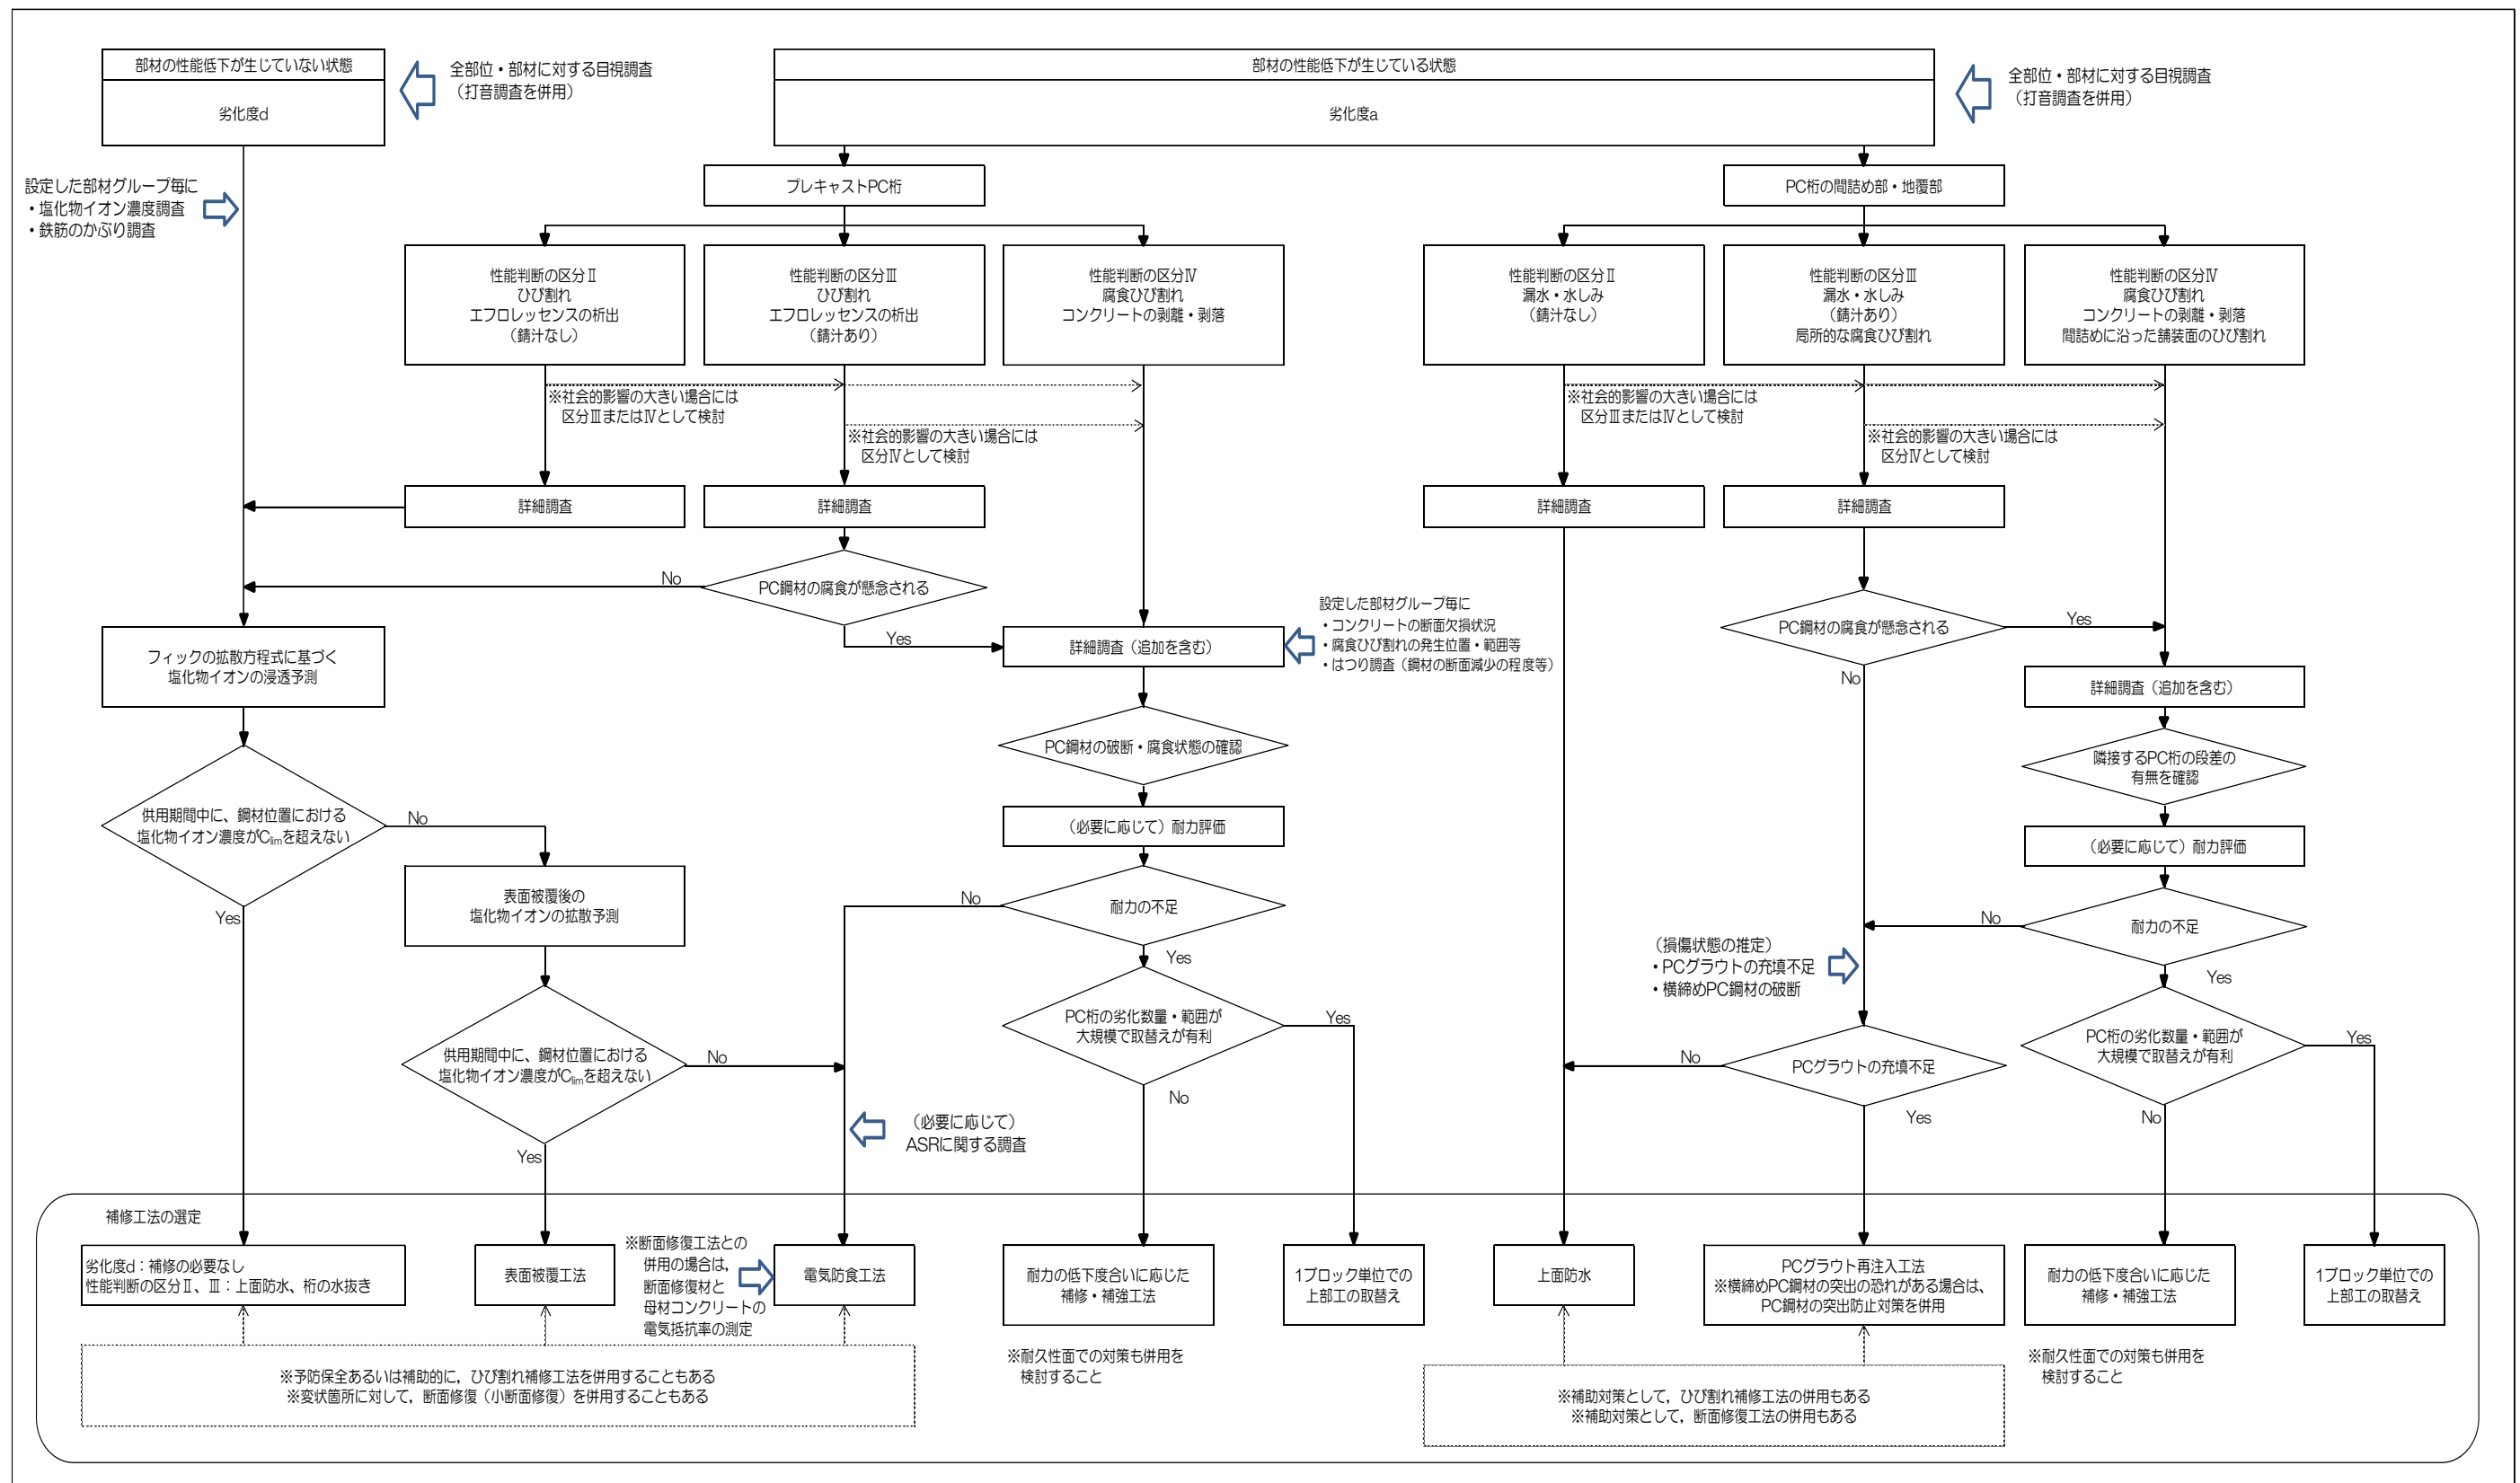 部材の性能低下が生じていない状態
劣化度d
全部位・部材に対する目視調査
（打音調査を併用）
部材の性能低下が生じている状態
劣化度a
全部位・部材に対する目視調査
（打音調査を併用）
設定した部材グループ毎に
・塩化物イオン濃度調査
・鉄筋のかぶり調査
プレキャストPC桁
PC桁の間詰め部・地覆部
性能判断の区分Ⅱ
ひび割れ
エフロレッセンスの析出
（錆汁なし）
性能判断の区分Ⅲ
ひび割れ
エフロレッセンスの析出
（錆汁あり）
性能判断の区分Ⅳ
腐食ひび割れ
コンクリートの剥離・剥落
性能判断の区分Ⅱ
漏水・水しみ
（錆汁なし）
性能判断の区分Ⅲ
漏水・水しみ
（錆汁あり）
局所的な腐食ひび割れ
性能判断の区分Ⅳ
腐食ひび割れ
コンクリートの剥離・剥落
間詰めに沿った舗装面のひび割れ
※社会的影響の大きい場合には
区分ⅢまたはⅣとして検討
※社会的影響の大きい場合には
区分Ⅳとして検討
※社会的影響の大きい場合には
区分ⅢまたはⅣとして検討
※社会的影響の大きい場合には
区分Ⅳとして検討
詳細調査
詳細調査
詳細調査
詳細調査
PC鋼材の腐食が懸念される
No
Yes
詳細調査（追加を含む）
設定した部材グループ毎に
・コンクリートの断面欠損状況
・腐食ひび割れの発生位置・範囲等
・はつり調査（鋼材の断面減少の程度等）
PC鋼材の腐食が懸念される
Yes
No
フィックの拡散方程式に基づく
塩化物イオンの浸透予測
詳細調査（追加を含む）
PC鋼材の破断・腐食状態の確認
隣接するPC桁の段差の
有無を確認
供用期間中に、鋼材位置における
塩化物イオン濃度がClimを超えない
No
Yes
（必要に応じて）耐力評価
（必要に応じて）耐力評価
表面被覆後の
塩化物イオンの拡散予測
耐力の不足
No
Yes
耐力の不足
No
Yes
（損傷状態の推定）
・PCグラウトの充填不足
・横締めPC鋼材の破断
PC桁の劣化数量・範囲が
大規模で取替えが有利
Yes
No
供用期間中に、鋼材位置における
塩化物イオン濃度がClimを超えない
No
Yes
PCグラウトの充填不足
No
Yes
PC桁の劣化数量・範囲が
大規模で取替えが有利
Yes
No
（必要に応じて）
ASRに関する調査
補修工法の選定
劣化度d：補修の必要なし
性能判断の区分Ⅱ、Ⅲ：上面防水、桁の水抜き
表面被覆工法
※断面修復工法との
併用の場合は，
断面修復材と
母材コンクリートの
電気抵抗率の測定
電気防食工法
耐力の低下度合いに応じた
補修・補強工法
1ブロック単位での
上部工の取替え
上面防水
PCグラウト再注入工法
※横締めPC鋼材の突出の恐れがある場合は、
PC鋼材の突出防止対策を併用
耐力の低下度合いに応じた
補修・補強工法
1ブロック単位での
上部工の取替え
※予防保全あるいは補助的に，ひび割れ補修工法を併用することもある
※変状箇所に対して，断面修復（小断面修復）を併用することもある
※耐久性面での対策も併用を
検討すること
※補助対策として，ひび割れ補修工法の併用もある
※補助対策として，断面修復工法の併用もある
※耐久性面での対策も併用を
検討すること